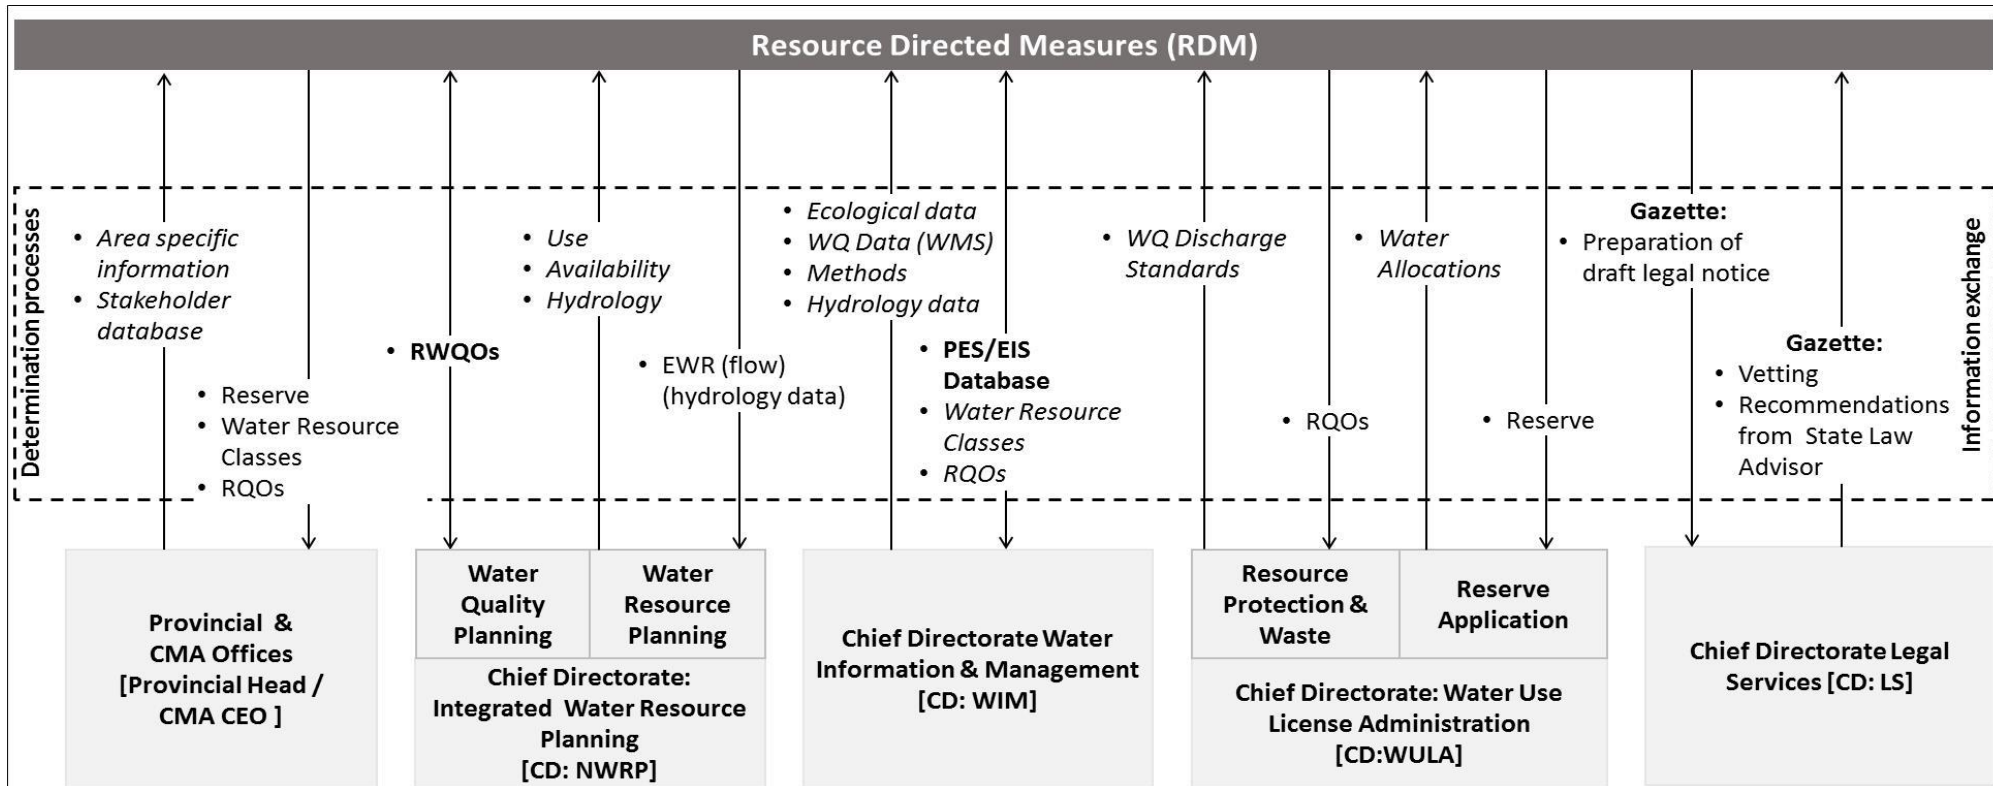 Resource Directed Measures (RDM)
Determination processes
• Area specific
information
• Stakeholder
database
• Reserve
• Water Resource
Classes
• RQOs
• RWQOs
• Use
• Availability
• Hydrology
• EWR (flow)
(hydrology data)
• Ecological data
• WQ Data (WMS)
• Methods
• Hydrology data
• PES/EIS
Database
• Water Resource
Classes
• RQOs
• WQ Discharge
Standards
• RQOs
• Water
Allocations
• Reserve
Gazette:
• Preparation of
draft legal notice
Gazette:
• Vetting
• Recommendations
from State Law
Advisor
Information exchange
Provincial &
CMA Offices
[Provincial Head /
CMA CEO ]
Water
Quality
Planning
Water
Resource
Planning
Chief Directorate:
Integrated Water Resource
Planning
[CD: NWRP]
Chief Directorate Water
Information & Management
[CD: WIM]
Resource
Protection &
Waste
Reserve
Application
Chief Directorate: Water Use
License Administration
[CD:WULA]
Chief Directorate Legal
Services [CD: LS]